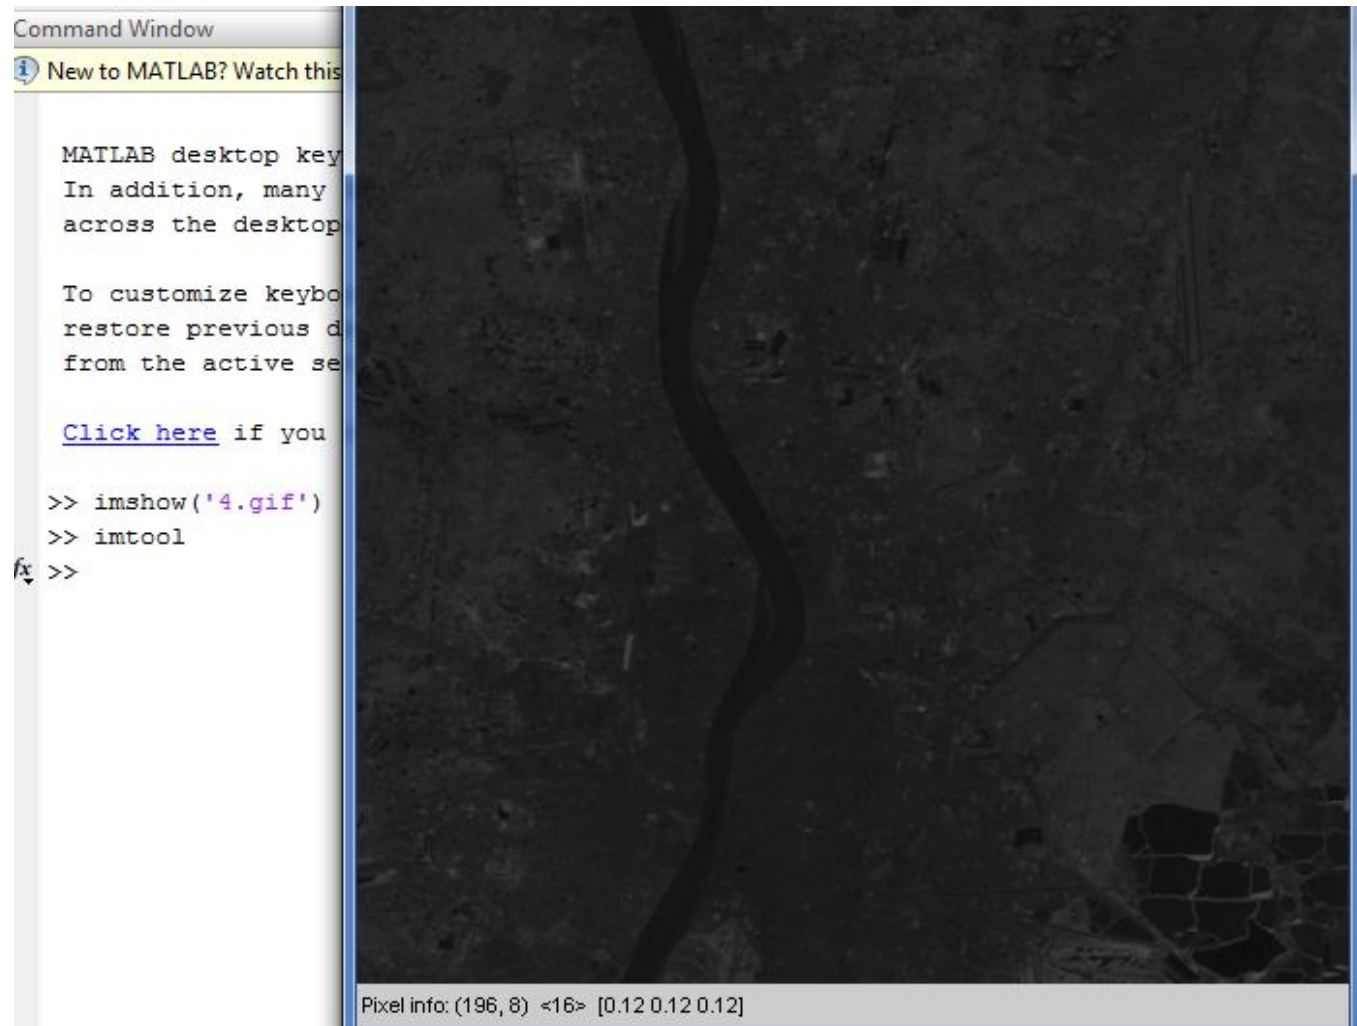 Command Window
New to MATLAB? Watch this
MATLAB desktop key
In addition, many
across the desktop
To customize keybo
restore previous d
from the active se
Click here if you
>> imshow('4.gif')
>> imtool
fx >>
Pixel info: (196, 8) <16> [0.12 0.12 0.12]